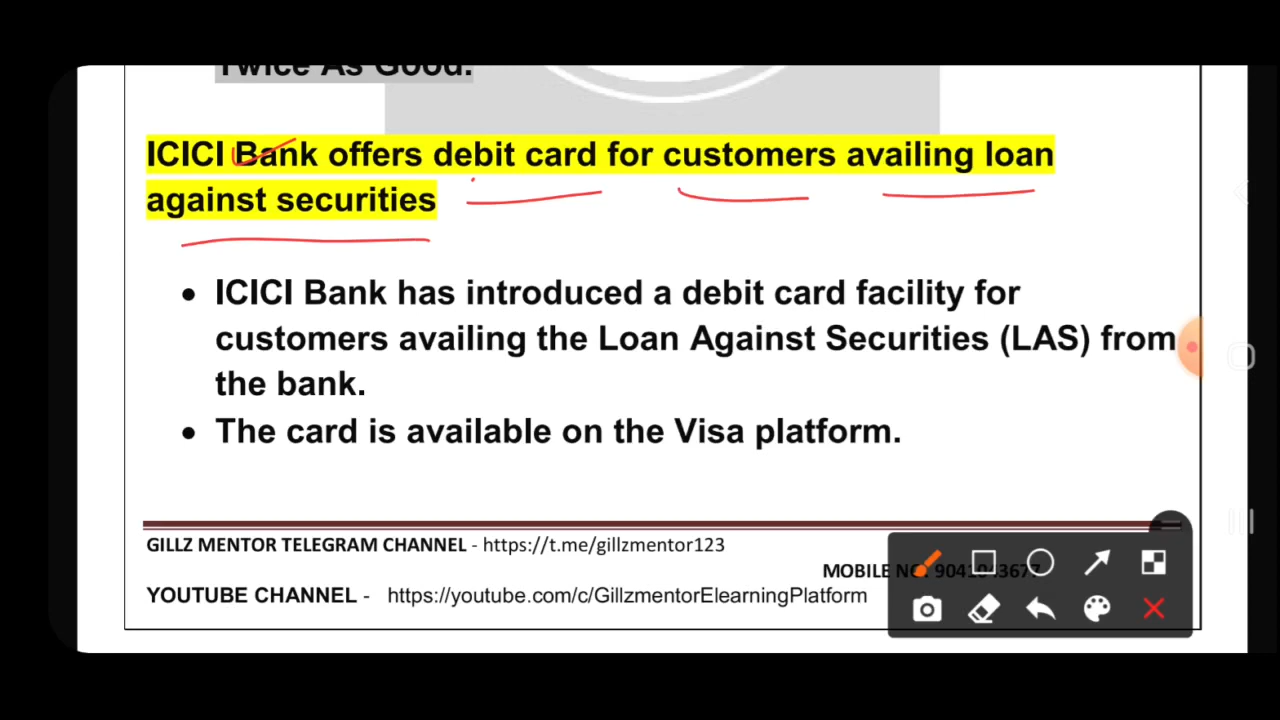 Twice As Good.
ICICI Bank offers debit card for customers availing loan
against securities
• ICICI Bank has introduced a debit card facility for
customers availing the Loan Against Securities (LAS) from
the bank.
• The card is available on the Visa platform.
GILLZ MENTOR TELEGRAM CHANNEL - https://t.me/gillzmentor123
MOBILE NO. 9041043677
YOUTUBE CHANNEL - https://youtube.com/c/GillzmentorElearningPlatform